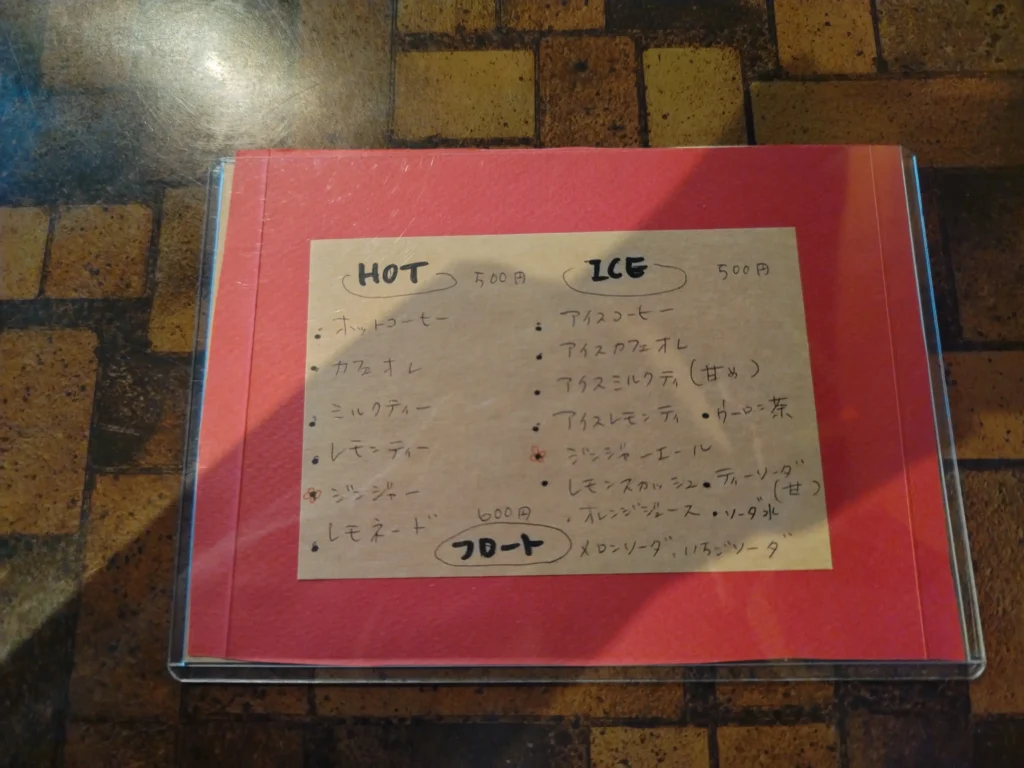 HOT 500円
・ホットコーヒー
・カフェオレ
・ミルクティー
・レモンティー
ジンジャー
・レモネード
ICE 500円
・アイスコーヒー
・アイスカフェオレ
・アイスミルクティ(甘め)
・アイスレモンティ ・ウーロン茶
ジンジャーエール
・レモンスカッシュ ・ティーソーダ(甘)
・オレンジジュース ・ソーダ水
600円
フロート メロンソーダ、いちごソーダ